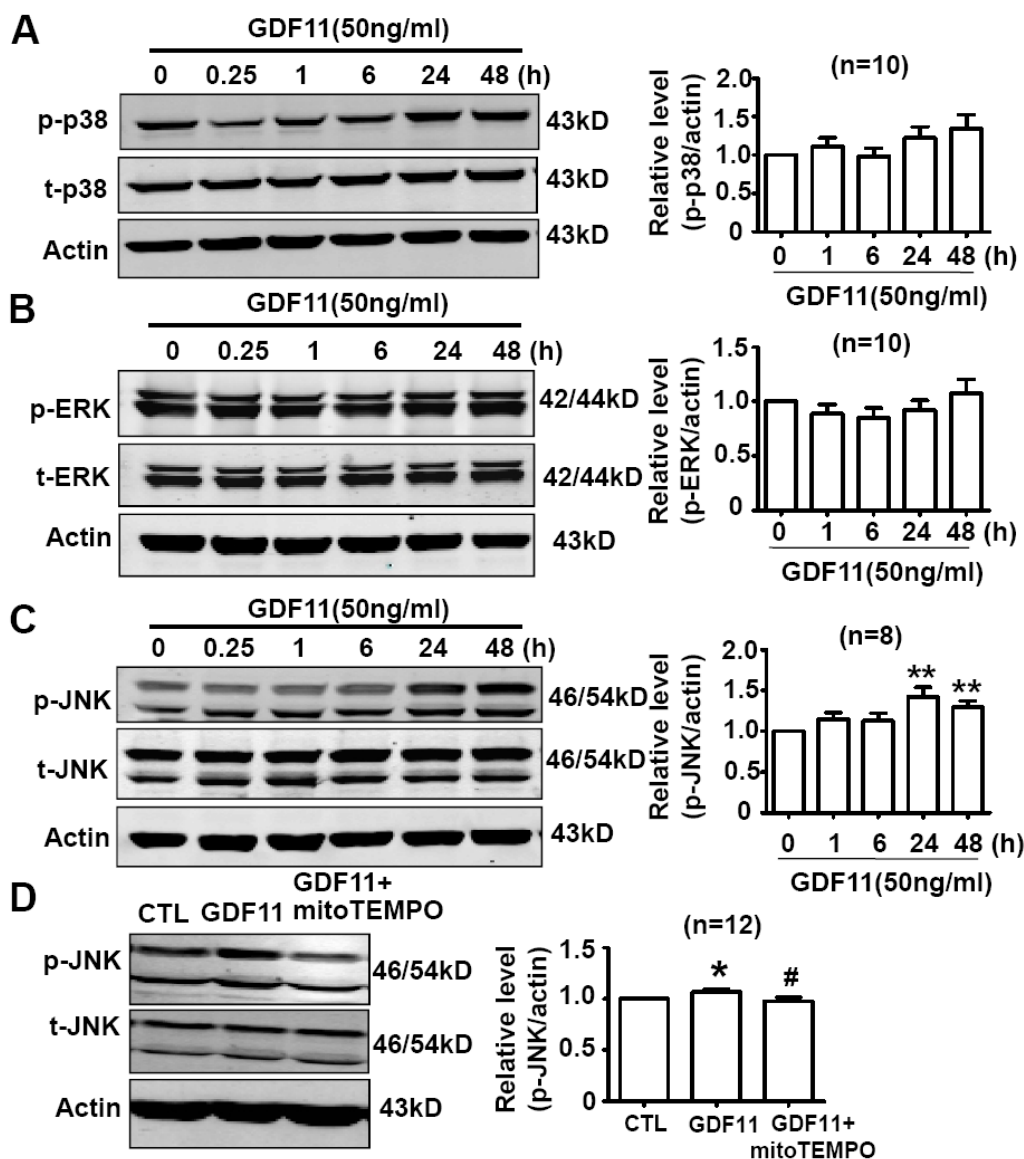 A
GDF11(50ng/ml)
0 0.25 1 6 24 48 (h)
p-p38 43kD
t-p38 43kD
Actin 43kD
(n=10)
Relative level
(p-p38/actin)
2.0
1.5
1.0
0.5
0
0 1 6 24 48 (h)
GDF11(50ng/ml)
B
GDF11(50ng/ml)
0 0.25 1 6 24 48 (h)
p-ERK 42/44kD
t-ERK 42/44kD
Actin 43kD
(n=10)
Relative level
(p-ERK/actin)
1.5
1.0
0.5
0
0 1 6 24 48 (h)
GDF11(50ng/ml)
C
GDF11(50ng/ml)
0 0.25 1 6 24 48 (h)
p-JNK 46/54kD
t-JNK 46/54kD
Actin 43kD
(n=8)
Relative level
(p-JNK/actin)
2.0
1.5
1.0
0.5
0
** **
0 1 6 24 48 (h)
GDF11(50ng/ml)
D
CTL GDF11 GDF11+
mitoTEMPO
p-JNK 46/54kD
t-JNK 46/54kD
Actin 43kD
(n=12)
Relative level
(p-JNK/actin)
1.5
1.0
0.5
0
* #
CTL GDF11 GDF11+
mitoTEMPO